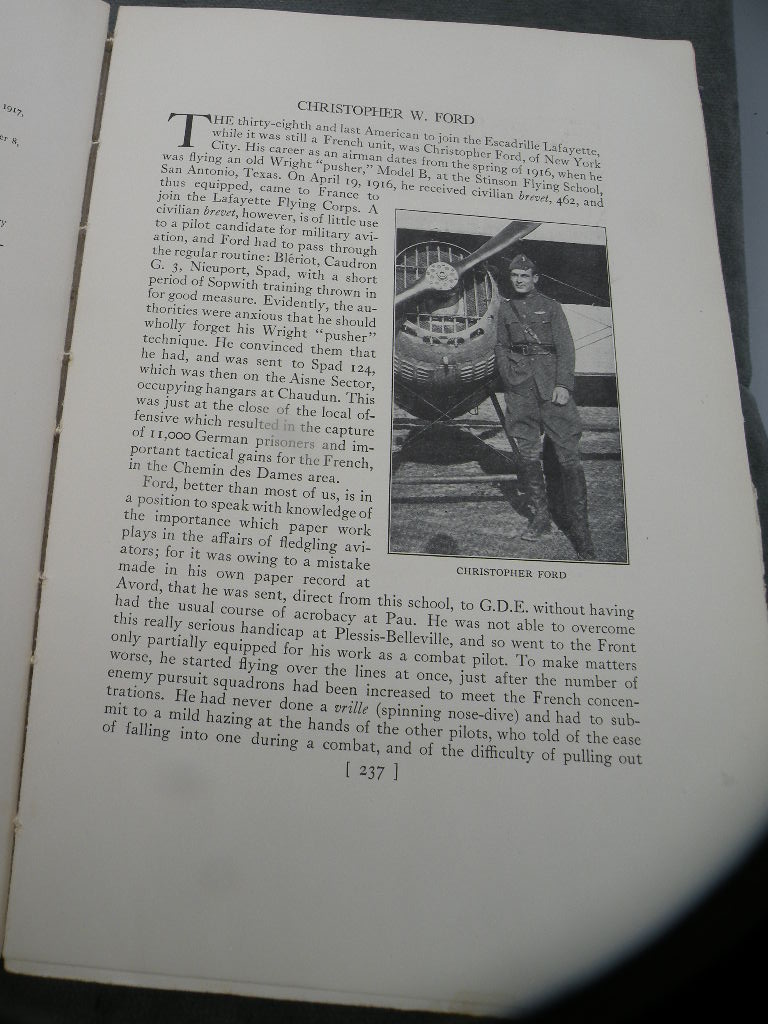 1917,
er 8,
CHRISTOPHER W. FORD
THE thirty-eighth and last American to join the Escadrille Lafayette,
while it was still a French unit, was Christopher Ford, of New York
City. His career as an airman dates from the spring of 1916, when he
was flying an old Wright "pusher," Model B, at the Stinson Flying School,
San Antonio, Texas. On April 19, 1916, he received civilian brevet, 462, and
thus equipped, came to France to
join the Lafayette Flying Corps. A
civilian brevet, however, is of little use
to a pilot candidate for military avi-
ation, and Ford had to pass through
the regular routine: Blériot, Caudron
G. 3, Nieuport, Spad, with a short
period of Sopwith training thrown in
for good measure. Evidently, the au-
thorities were anxious that he should
wholly forget his Wright "pusher"
technique. He convinced them that
he had, and was sent to Spad 124,
which was then on the Aisne Sector,
occupying hangars at Chaudun. This
was just at the close of the local of-
fensive which resulted in the capture
of 11,000 German prisoners and im-
portant tactical gains for the French,
in the Chemin des Dames area.
Ford, better than most of us, is in
a position to speak with knowledge of
the importance which paper work
plays in the affairs of fledgling avi-
ators; for it was owing to a mistake
made in his own paper record at
CHRISTOPHER FORD
Avord, that he was sent, direct from this school, to G.D.E. without having
had the usual course of acrobacy at Pau. He was not able to overcome
this really serious handicap at Plessis-Belleville, and so went to the Front
only partially equipped for his work as a combat pilot. To make matters
worse, he started flying over the lines at once, just after the number of
enemy pursuit squadrons had been increased to meet the French concen-
trations. He had never done a vrille (spinning nose-dive) and had to sub-
mit to a mild hazing at the hands of the other pilots, who told of the ease
of falling into one during a combat, and of the difficulty of pulling out
[ 237 ]